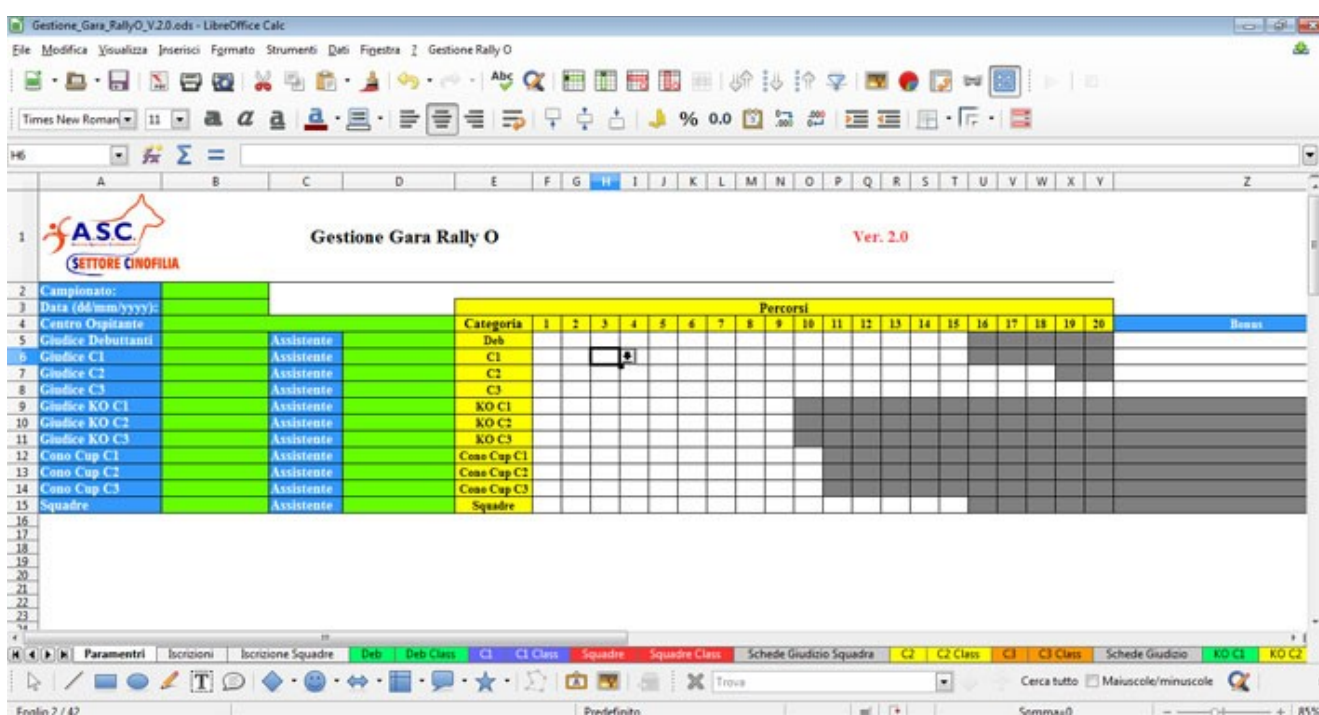 Gestione_Gara_RallyO_V.2.0.ods - LibreOffice Calc
File Modifica Visualizza Inserisci Formato Strumenti Dati Finestra ? Gestione Rally O
Times New Roman 11
H6
A B C D E F G H I J K L M N O P Q R S T U V W X Y Z
1 A.S.C. Gestione Gara Rally O Ver. 2.0
SETTORE CINOFILIA
2 Campionato:
3 Data (dd/mm/yyyy): Percorsi
4 Centro Ospitante Categoria 1 2 3 4 5 6 7 8 9 10 11 12 13 14 15 16 17 18 19 20 Bonus
5 Giudice Debuttanti Assistente Deb
6 Giudice C1 Assistente C1
7 Giudice C2 Assistente C2
8 Giudice C3 Assistente C3
9 Giudice KO C1 Assistente KO C1
10 Giudice KO C2 Assistente KO C2
11 Giudice KO C3 Assistente KO C3
12 Cono Cup C1 Assistente Cono Cup C1
13 Cono Cup C2 Assistente Cono Cup C2
14 Cono Cup C3 Assistente Cono Cup C3
15 Squadre Assistente Squadre
16
17
18
19
20
21
22
23
24
Paramentri Iscrizioni Iscrizione Squadre Deb Deb Class C1 C1 Class Squadre Squadre Class Schede Giudizio Squadra C2 C2 Class C3 C3 Class Schede Giudizio KO C1 KO C2
Trova Cerca tutto Maiuscole/minuscole
Foglio 2 / 42 Predefinito Somma=0 85%